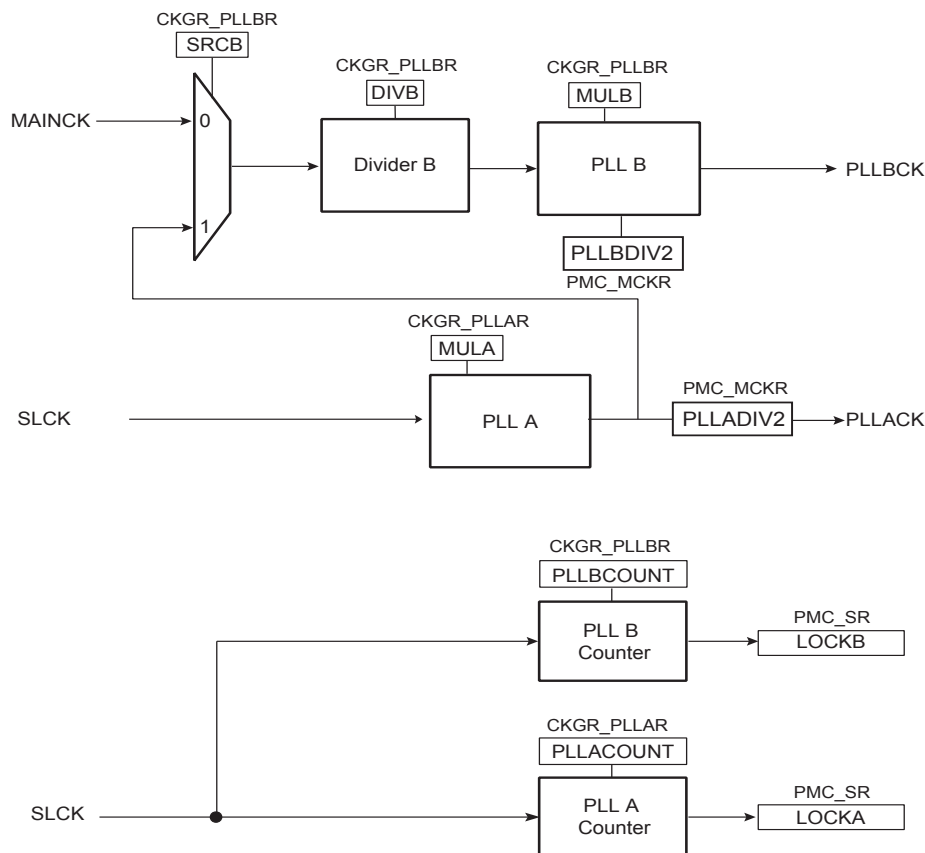 CKGR_PLLBR
SRCB
CKGR_PLLBR
DIVB
CKGR_PLLBR
MULB
MAINCK
0
Divider B
PLL B
PLLBCK
1
PLLBDIV2
PMC_MCKR
CKGR_PLLAR
MULA
PMC_MCKR
SLCK
PLL A
PLLADIV2
PLLACK
CKGR_PLLBR
PLLBCOUNT
PLL B
Counter
PMC_SR
LOCKB
CKGR_PLLAR
PLLACOUNT
SLCK
PLL A
Counter
PMC_SR
LOCKA